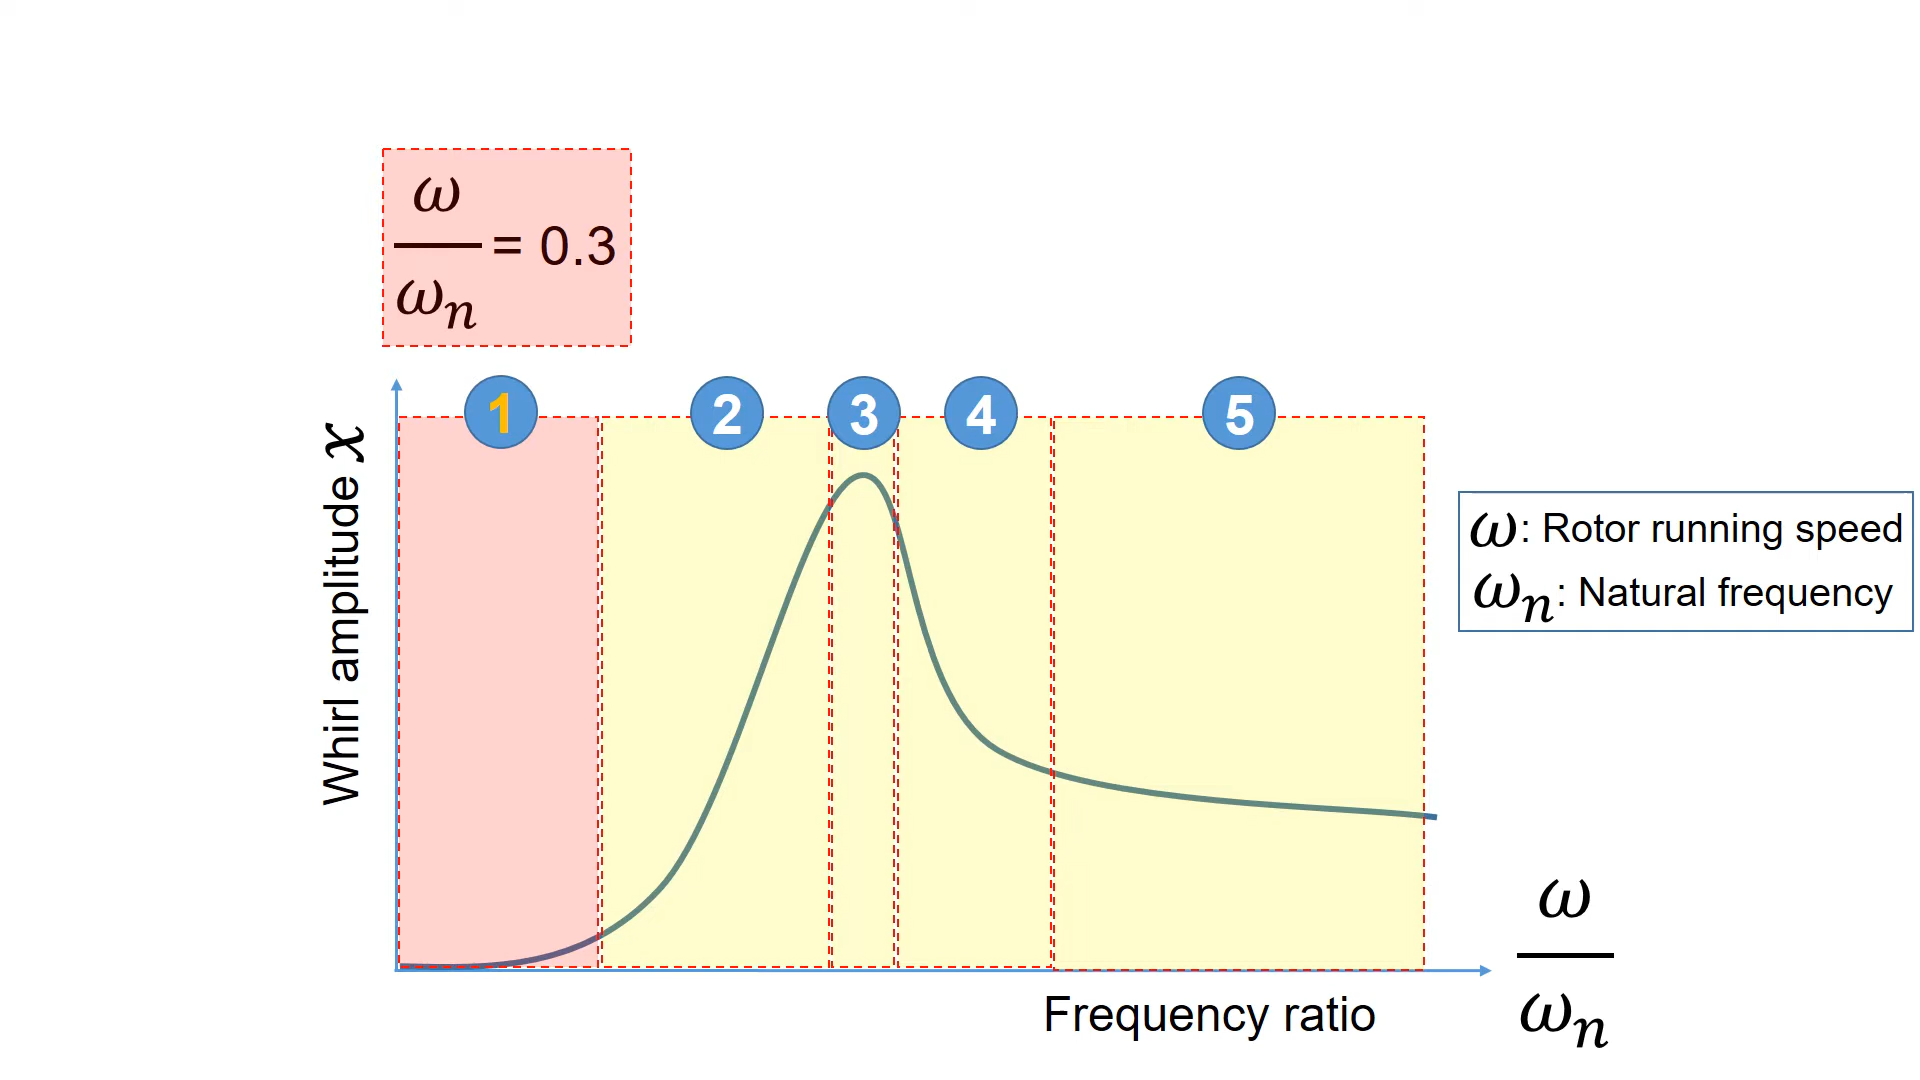 ω
ωn
= 0.3
1 2 3 4 5
Whirl amplitude x
ω: Rotor running speed
ωn: Natural frequency
Frequency ratio
ω
ωn